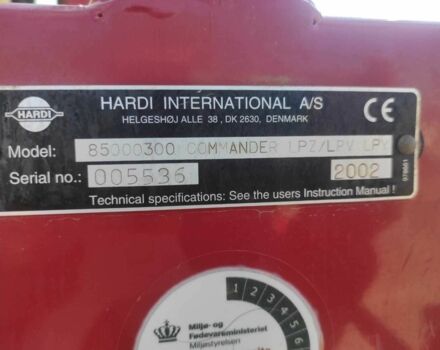 HARDI
HARDI INTERNATIONAL A/S
HELGESHØJ ALLE 38, DK 2630, DENMARK
CE
Model: 85000300 COMMANDER LPZ/LPV LPY
Serial no.: 005536 2002
Technical specifications: See the users Instruction Manual !
978661
1 2 3 4 5 6
Miljø- og
Fødevareministeriet
Miljøstyrelsen